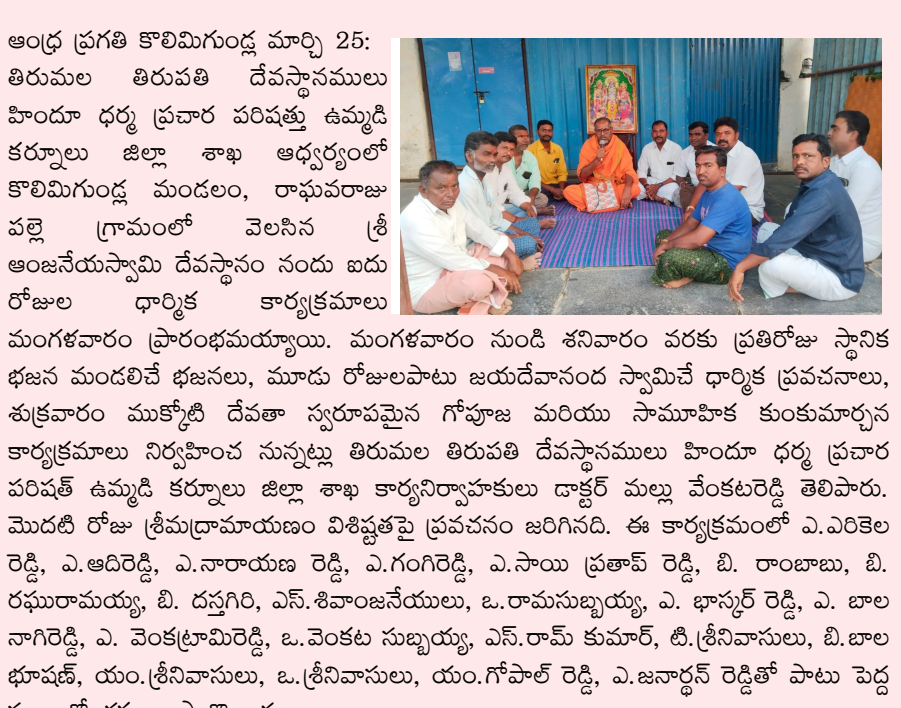 ఆంధ్ర ప్రగతి కొలిమిగుండ్ల మార్చి 25:
తిరుమల తిరుపతి దేవస్థానములు
హిందూ ధర్మ ప్రచార పరిషత్తు ఉమ్మడి
కర్నూలు జిల్లా శాఖ ఆధ్వర్యంలో
కొలిమిగుండ్ల మండలం, రాఘవరాజు
పల్లె గ్రామంలో వెలసిన శ్రీ
ఆంజనేయస్వామి దేవస్థానం నందు ఐదు
రోజుల ధార్మిక కార్యక్రమాలు
మంగళవారం ప్రారంభమయ్యాయి. మంగళవారం నుండి శనివారం వరకు ప్రతిరోజు స్థానిక
భజన మండలిచే భజనలు, మూడు రోజులపాటు జయదేవానంద స్వామిచే ధార్మిక ప్రవచనాలు,
శుక్రవారం ముక్కోటి దేవతా స్వరూపమైన గోపూజ మరియు సామూహిక కుంకుమార్చన
కార్యక్రమాలు నిర్వహించ నున్నట్లు తిరుమల తిరుపతి దేవస్థానములు హిందూ ధర్మ ప్రచార
పరిషత్ ఉమ్మడి కర్నూలు జిల్లా శాఖ కార్యనిర్వాహకులు డాక్టర్ మల్లు వేంకటరెడ్డి తెలిపారు.
మొదటి రోజు శ్రీమద్రామాయణం విశిష్టతపై ప్రవచనం జరిగినది. ఈ కార్యక్రమంలో ఎ.ఎరికెల
రెడ్డి, ఎ.ఆదిరెడ్డి, ఎ.నారాయణ రెడ్డి, ఎ.గంగిరెడ్డి, ఎ.సాయి ప్రతాప్ రెడ్డి, బి. రాంబాబు, బి.
రఘురామయ్య, బి. దస్తగిరి, ఎస్.శివాంజనేయులు, ఒ.రామసుబ్బయ్య, ఎ. భాస్కర్ రెడ్డి, ఎ. బాల
నాగిరెడ్డి, ఎ. వెంకట్రామిరెడ్డి, ఒ.వెంకట సుబ్బయ్య, ఎస్.రామ్ కుమార్, టి.శ్రీనివాసులు, బి.బాల
భూషణ్, యం.శ్రీనివాసులు, ఒ.శ్రీనివాసులు, యం.గోపాల్ రెడ్డి, ఎ.జనార్థన్ రెడ్డితో పాటు పెద్ద